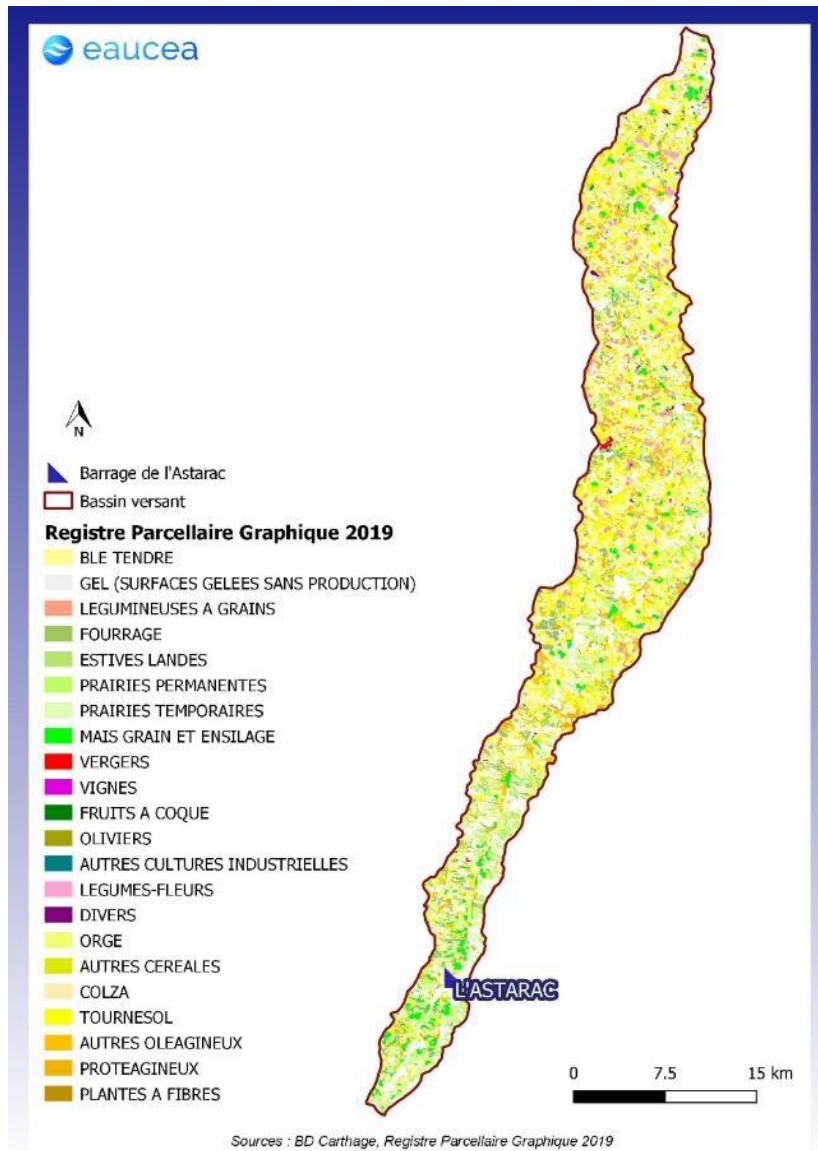 eaucea
N
Barrage de l'Astarac
Bassin versant
Registre Parcellaire Graphique 2019
BLE TENDRE
GEL (SURFACES GELEES SANS PRODUCTION)
LEGUMINEUSES A GRAINS
FOURRAGE
ESTIVES LANDES
PRAIRIES PERMANENTES
PRAIRIES TEMPORAIRES
MAIS GRAIN ET ENSILAGE
VERGERS
VIGNES
FRUITS A COQUE
OLIVIERS
AUTRES CULTURES INDUSTRIELLES
LEGUMES-FLEURS
DIVERS
ORGE
AUTRES CEREALES
COLZA
TOURNESOL
AUTRES OLEAGINEUX
PROTEAGINEUX
PLANTES A FIBRES
L'ASTARAC
0 7.5 15 km
Sources : BD Carthage, Registre Parcellaire Graphique 2019